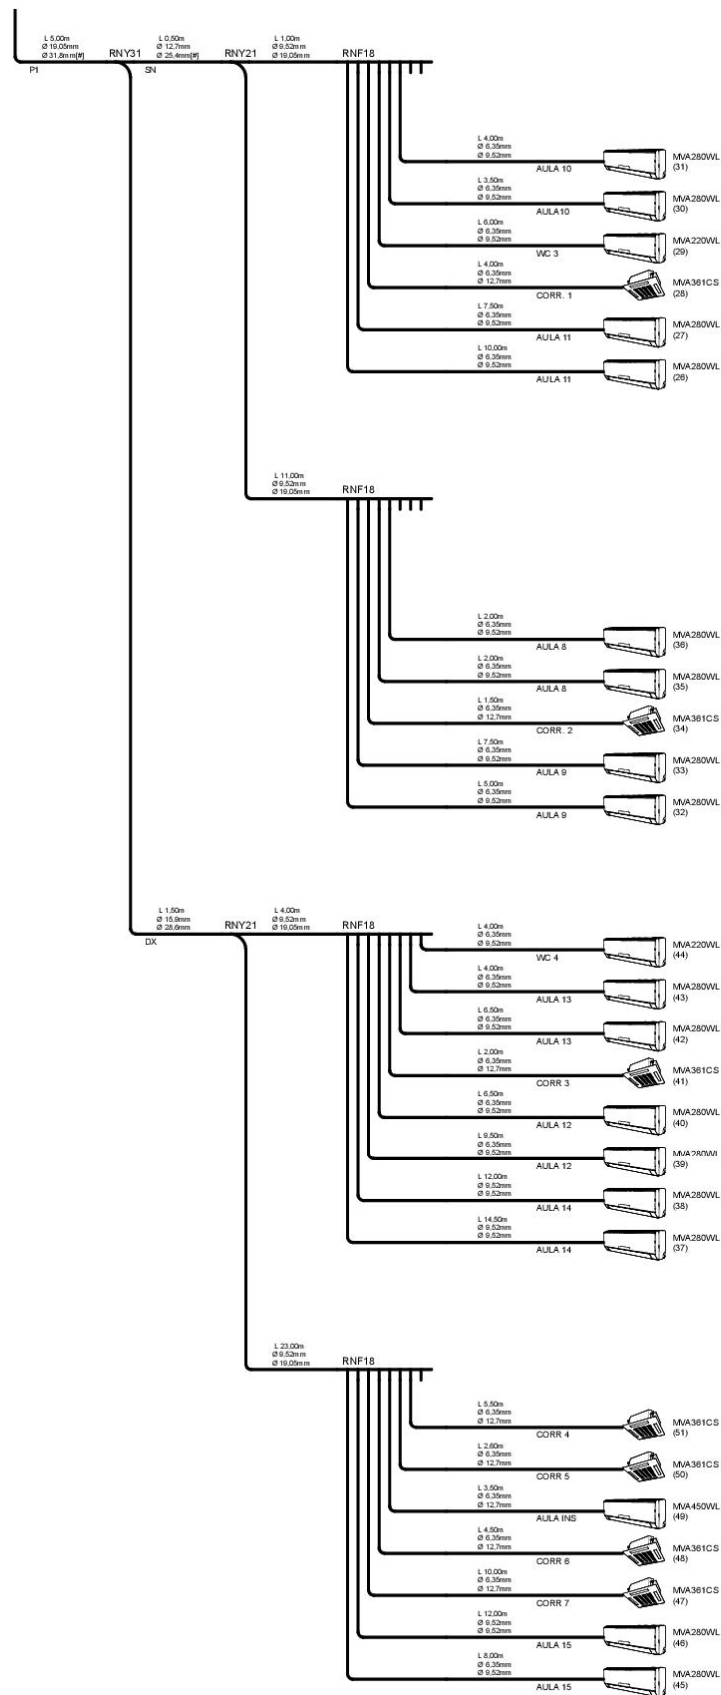 L 5,00m
Ø 19,05mm
Ø 31,8mm[#]
P1
RNY31
L 0,50m
Ø 12,7mm
Ø 25,4mm[#]
SN
RNY21
L 1,00m
Ø 9,52mm
Ø 19,05mm
RNF18
L 4,00m
Ø 6,35mm
Ø 9,52mm
AULA 10
MVA280WL
(31)
L 3,50m
Ø 6,35mm
Ø 9,52mm
AULA10
MVA280WL
(30)
L 6,00m
Ø 6,35mm
Ø 9,52mm
WC 3
MVA220WL
(29)
L 4,00m
Ø 6,35mm
Ø 12,7mm
CORR. 1
MVA361CS
(28)
L 7,50m
Ø 6,35mm
Ø 9,52mm
AULA 11
MVA280WL
(27)
L 10,00m
Ø 6,35mm
Ø 9,52mm
AULA 11
MVA280WL
(26)
L 11,00m
Ø 9,52mm
Ø 19,05mm
RNF18
L 2,00m
Ø 6,35mm
Ø 9,52mm
AULA 8
MVA280WL
(36)
L 2,00m
Ø 6,35mm
Ø 9,52mm
AULA 8
MVA280WL
(35)
L 1,50m
Ø 6,35mm
Ø 12,7mm
CORR. 2
MVA361CS
(34)
L 7,50m
Ø 6,35mm
Ø 9,52mm
AULA 9
MVA280WL
(33)
L 5,00m
Ø 6,35mm
Ø 9,52mm
AULA 9
MVA280WL
(32)
L 1,50m
Ø 15,9mm
Ø 28,6mm
DX
RNY21
L 4,00m
Ø 9,52mm
Ø 19,05mm
RNF18
L 4,00m
Ø 6,35mm
Ø 9,52mm
WC 4
MVA220WL
(44)
L 4,00m
Ø 6,35mm
Ø 9,52mm
AULA 13
MVA280WL
(43)
L 6,50m
Ø 6,35mm
Ø 9,52mm
AULA 13
MVA280WL
(42)
L 2,00m
Ø 6,35mm
Ø 12,7mm
CORR 3
MVA361CS
(41)
L 6,50m
Ø 6,35mm
Ø 9,52mm
AULA 12
MVA280WL
(40)
L 9,50m
Ø 6,35mm
Ø 9,52mm
AULA 12
MVA280WL
(39)
L 12,00m
Ø 9,52mm
Ø 9,52mm
AULA 14
MVA280WL
(38)
L 14,50m
Ø 9,52mm
Ø 9,52mm
AULA 14
MVA280WL
(37)
L 23,00m
Ø 9,52mm
Ø 19,05mm
RNF18
L 5,50m
Ø 6,35mm
Ø 12,7mm
CORR 4
MVA361CS
(51)
L 2,60m
Ø 6,35mm
Ø 12,7mm
CORR 5
MVA361CS
(50)
L 3,50m
Ø 6,35mm
Ø 12,7mm
AULA INS
MVA450WL
(49)
L 4,50m
Ø 6,35mm
Ø 12,7mm
CORR 6
MVA361CS
(48)
L 10,00m
Ø 6,35mm
Ø 12,7mm
CORR 7
MVA361CS
(47)
L 12,00m
Ø 9,52mm
Ø 9,52mm
AULA 15
MVA280WL
(46)
L 8,00m
Ø 6,35mm
Ø 9,52mm
AULA 15
MVA280WL
(45)